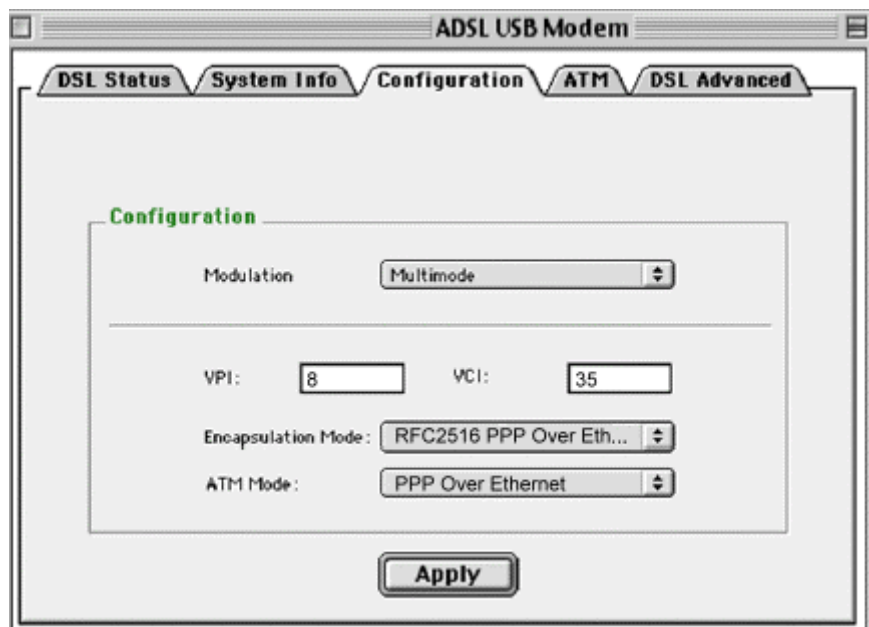 ADSL USB Modem
DSL Status System Info Configuration ATM DSL Advanced
Configuration
Modulation Multimode
VPI: 8 VCI: 35
Encapsulation Mode: RFC2516 PPP Over Eth...
ATM Mode: PPP Over Ethernet
Apply